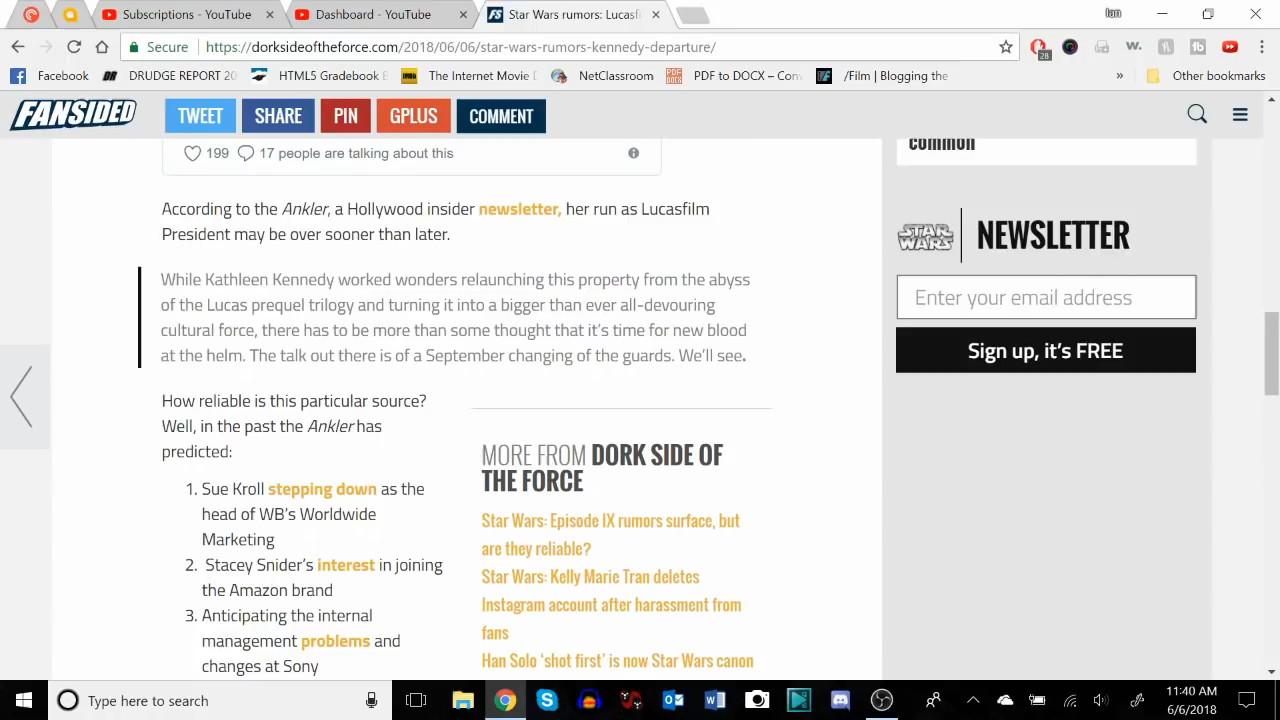 Subscriptions - YouTube
Dashboard - YouTube
FS Star Wars rumors: Lucasfi
Ian
Secure https://dorksideoftheforce.com/2018/06/06/star-wars-rumors-kennedy-departure/
28
W.
Facebook DRUDGE REPORT 20 HTML5 Gradebook The Internet Movie NetClassroom PDF to DOCX – Con /Film | Blogging the » Other bookmarks
FANSIDED TWEET SHARE PIN GPLUS COMMENT
199 17 people are talking about this
common
According to the Ankler, a Hollywood insider newsletter, her run as Lucasfilm
President may be over sooner than later.
STAR WARS NEWSLETTER
Enter your email address
Sign up, it's FREE
While Kathleen Kennedy worked wonders relaunching this property from the abyss
of the Lucas prequel trilogy and turning it into a bigger than ever all-devouring
cultural force, there has to be more than some thought that it's time for new blood
at the helm. The talk out there is of a September changing of the guards. We'll see.
How reliable is this particular source?
Well, in the past the Ankler has
predicted:
1. Sue Kroll stepping down as the
head of WB's Worldwide
Marketing
2. Stacey Snider's interest in joining
the Amazon brand
3. Anticipating the internal
management problems and
changes at Sony
MORE FROM DORK SIDE OF
THE FORCE
Star Wars: Episode IX rumors surface, but
are they reliable?
Star Wars: Kelly Marie Tran deletes
Instagram account after harassment from
fans
Han Solo 'shot first' is now Star Wars canon
Type here to search
11:40 AM
6/6/2018